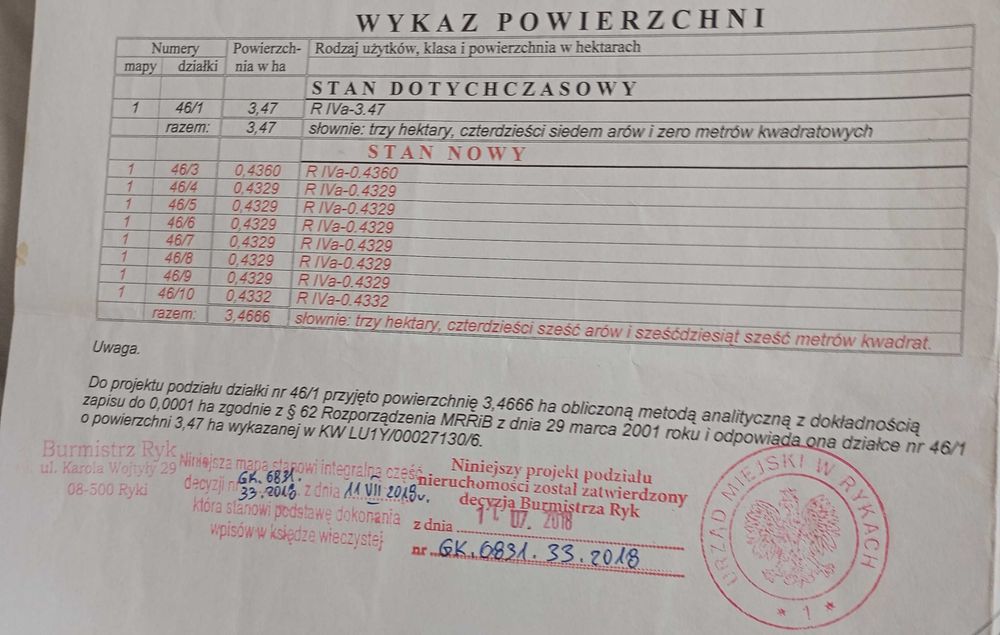 WYKAZ POWIERZCHNI
Numery Powierzch- Rodzaj użytków, klasa i powierzchnia w hektarach
mapy działki nia w ha
STAN DOTYCHCZASOWY
1 46/1 3,47 R IVa-3.47
razem: 3,47 słownie: trzy hektary, czterdzieści siedem arów i zero metrów kwadratowych
STAN NOWY
1 46/3 0,4360 R IVa-0.4360
1 46/4 0,4329 R IVa-0.4329
1 46/5 0,4329 R IVa-0.4329
1 46/6 0,4329 R IVa-0.4329
1 46/7 0,4329 R IVa-0.4329
1 46/8 0,4329 R IVa-0.4329
1 46/9 0,4329 R IVa-0.4329
1 46/10 0,4332 R IVa-0.4332
razem: 3,4666 słownie: trzy hektary, czterdzieści sześć arów i sześćdziesiąt sześć metrów kwadrat.
Uwaga.
Do projektu podziału działki nr 46/1 przyjęto powierzchnię 3,4666 ha obliczoną metodą analityczną z dokładnością
zapisu do 0,0001 ha zgodnie z § 62 Rozporządzenia MRRiB z dnia 29 marca 2001 roku i odpowiada ona działce nr 46/1
o powierzchni 3,47 ha wykazanej w KW LU1Y/00027130/6.
Burmistrz Ryk
ul. Karola Wojtyły 29
08-500 Ryki
Niniejsza mapa stanowi integralną część
decyzji nr GK.6831.
33.2018. z dnia 11 VII 2018r.
która stanowi podstawę dokonania
wpisów w księdze wieczystej
Niniejszy projekt podziału
nieruchomości został zatwierdzony
decyzją Burmistrza Ryk
z dnia 11. 07. 2018
nr GK.6831.33.2018
URZĄD MIEJSKI W RYKACH
* 1 *